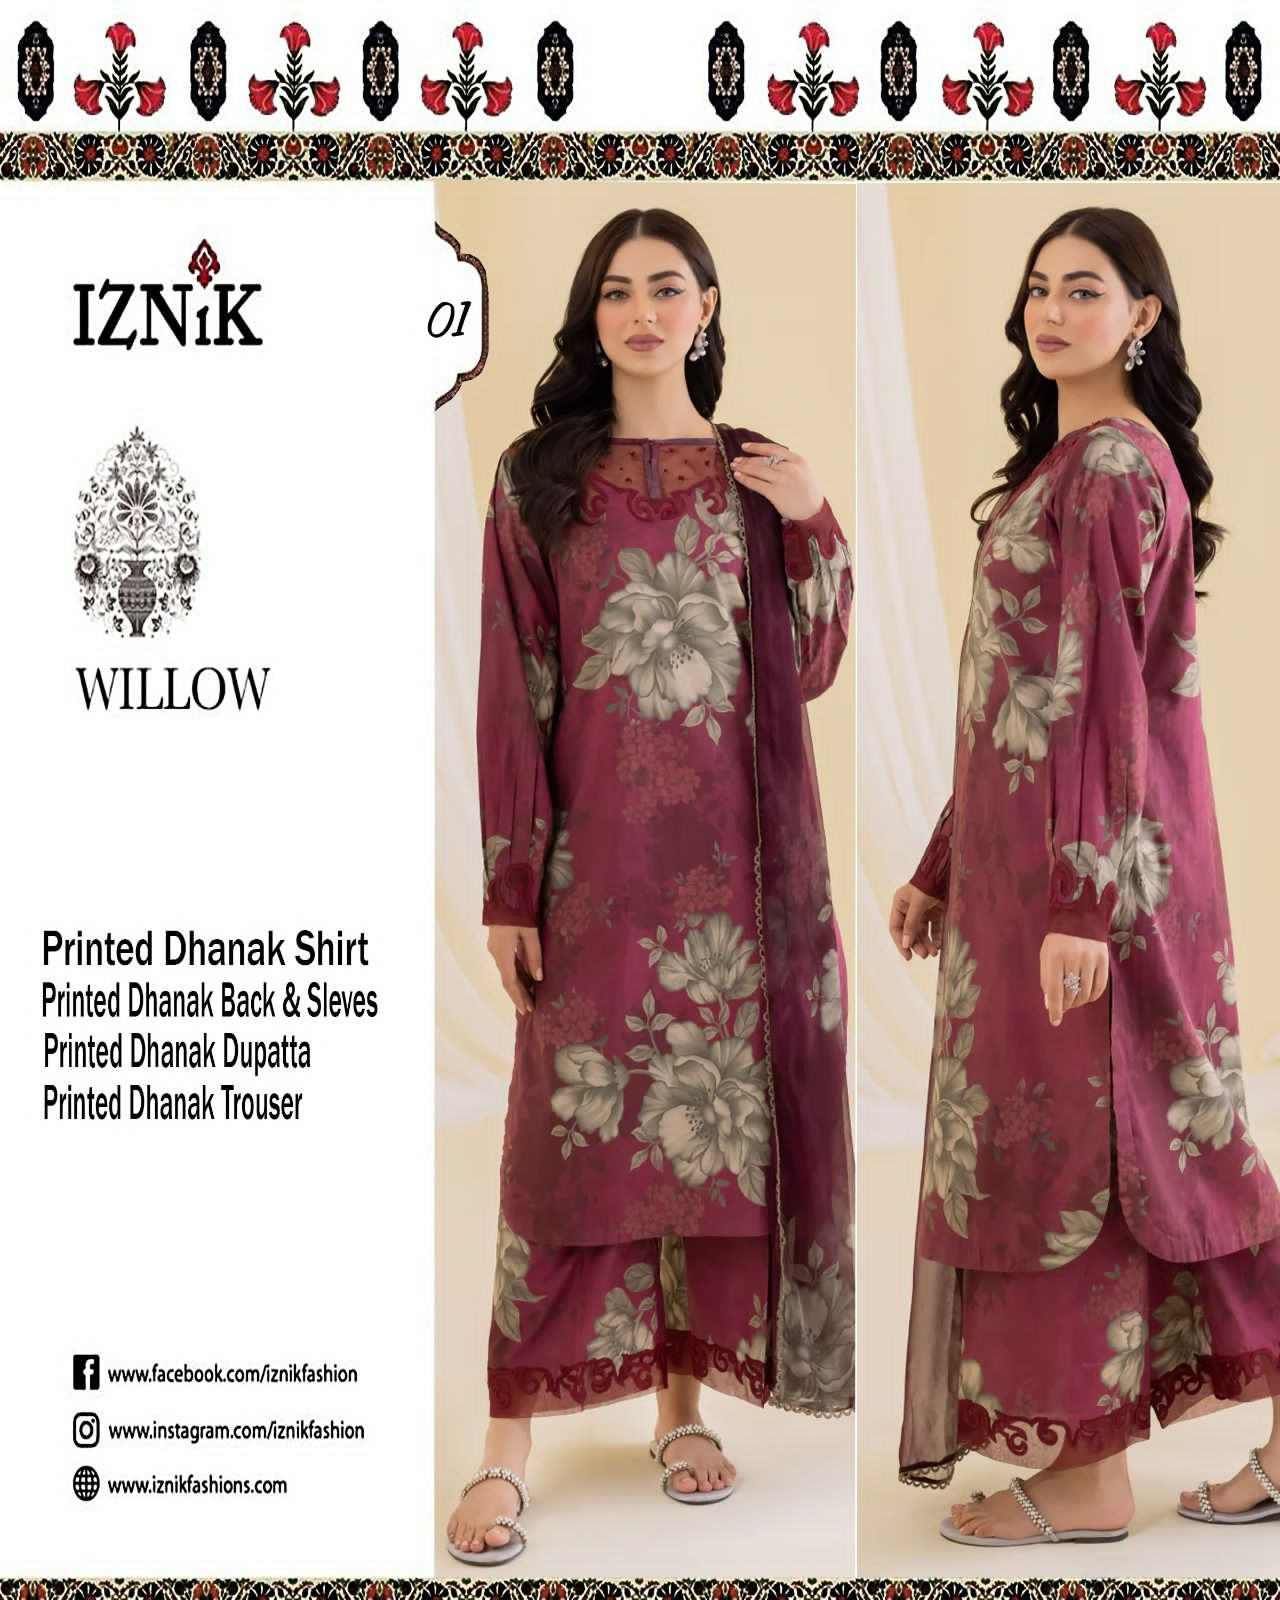 IZNiK
01
WILLOW
Printed Dhanak Shirt
Printed Dhanak Back & Sleves
Printed Dhanak Dupatta
Printed Dhanak Trouser
www.facebook.com/iznikfashion
www.instagram.com/iznikfashion
www.iznikfashions.com